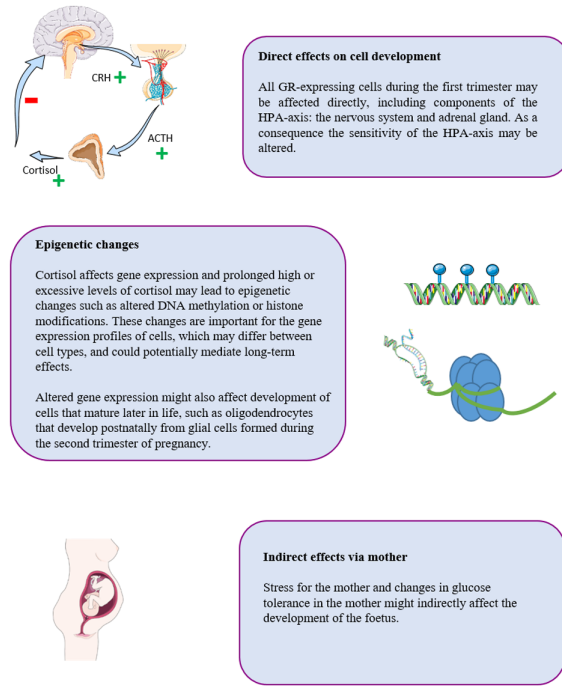 CRH
ACTH
Cortisol
Direct effects on cell development
All GR-expressing cells during the first trimester may
be affected directly, including components of the
HPA-axis: the nervous system and adrenal gland. As a
consequence the sensitivity of the HPA-axis may be
altered.
Epigenetic changes
Cortisol affects gene expression and prolonged high or
excessive levels of cortisol may lead to epigenetic
changes such as altered DNA methylation or histone
modifications. These changes are important for the gene
expression profiles of cells, which may differ between
cell types, and could potentially mediate long-term
effects.
Altered gene expression might also affect development of
cells that mature later in life, such as oligodendrocytes
that develop postnatally from glial cells formed during
the second trimester of pregnancy.
Indirect effects via mother
Stress for the mother and changes in glucose
tolerance in the mother might indirectly affect the
development of the foetus.